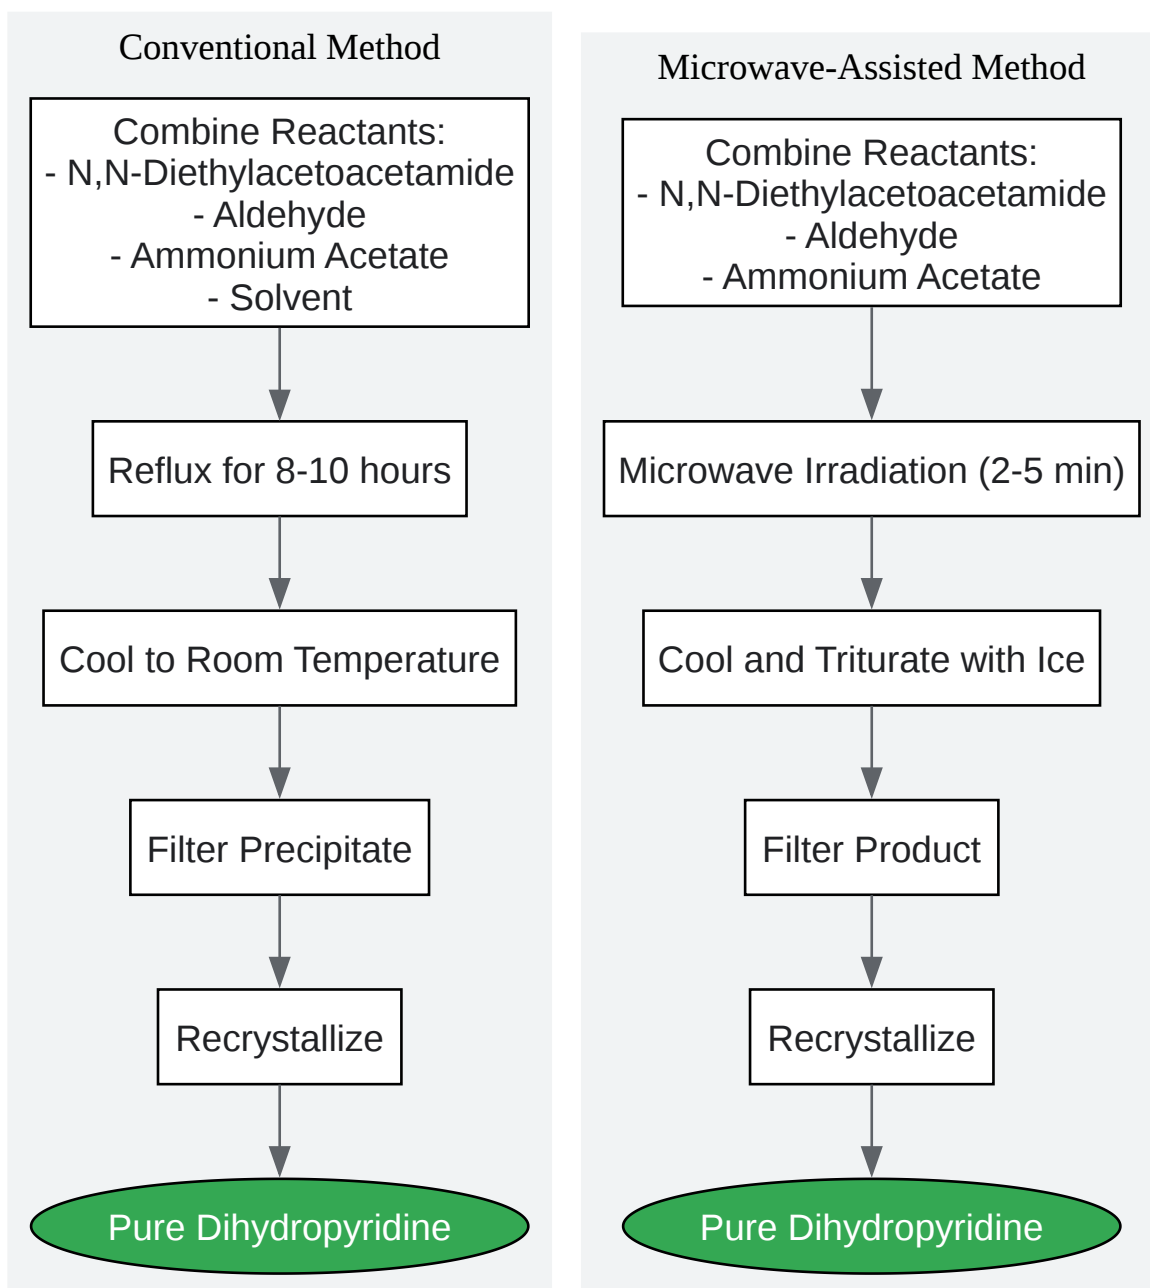 Conventional Method
Combine Reactants:
- N,N-Diethylacetoacetamide
- Aldehyde
- Ammonium Acetate
- Solvent
Reflux for 8-10 hours
Cool to Room Temperature
Filter Precipitate
Recrystallize
Pure Dihydropyridine
Microwave-Assisted Method
Combine Reactants:
- N,N-Diethylacetoacetamide
- Aldehyde
- Ammonium Acetate
Microwave Irradiation (2-5 min)
Cool and Triturate with Ice
Filter Product
Recrystallize
Pure Dihydropyridine